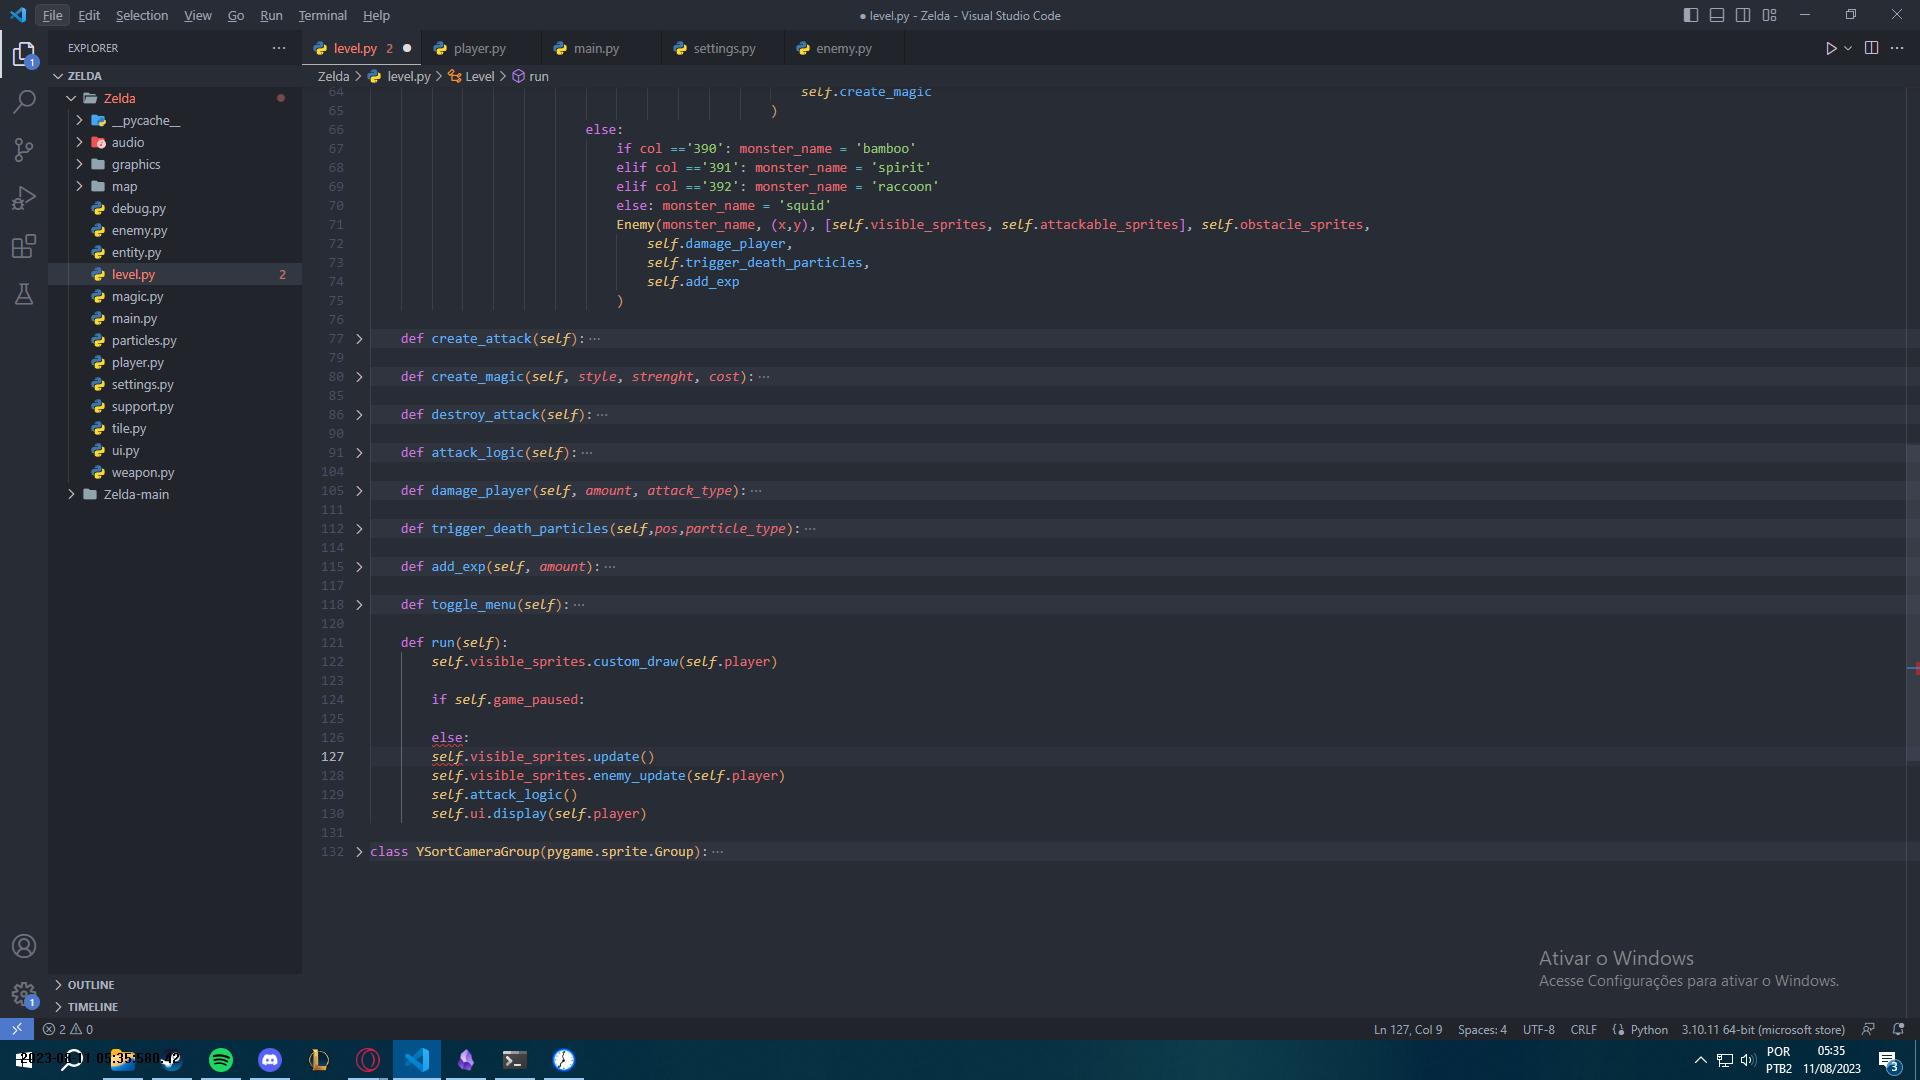 File Edit Selection View Go Run Terminal Help
● level.py - Zelda - Visual Studio Code
EXPLORER
level.py 2
player.py
main.py
settings.py
enemy.py
ZELDA
Zelda > level.py > Level > run
Zelda
__pycache__
audio
graphics
map
debug.py
enemy.py
entity.py
level.py 2
magic.py
main.py
particles.py
player.py
settings.py
support.py
tile.py
ui.py
weapon.py
Zelda-main
OUTLINE
TIMELINE
64 self.create_magic
65 )
66 else:
67 if col =='390': monster_name = 'bamboo'
68 elif col =='391': monster_name = 'spirit'
69 elif col =='392': monster_name = 'raccoon'
70 else: monster_name = 'squid'
71 Enemy(monster_name, (x,y), [self.visible_sprites, self.attackable_sprites], self.obstacle_sprites,
72 self.damage_player,
73 self.trigger_death_particles,
74 self.add_exp
75 )
76
77 def create_attack(self):···
79
80 def create_magic(self, style, strenght, cost):···
85
86 def destroy_attack(self):···
90
91 def attack_logic(self):···
104
105 def damage_player(self, amount, attack_type):···
111
112 def trigger_death_particles(self,pos,particle_type):···
114
115 def add_exp(self, amount):···
117
118 def toggle_menu(self):···
120
121 def run(self):
122 self.visible_sprites.custom_draw(self.player)
123
124 if self.game_paused:
125
126 else:
127 self.visible_sprites.update()
128 self.visible_sprites.enemy_update(self.player)
129 self.attack_logic()
130 self.ui.display(self.player)
131
132 class YSortCameraGroup(pygame.sprite.Group):···
Ativar o Windows
Acesse Configurações para ativar o Windows.
1
1
2 0
Ln 127, Col 9 Spaces: 4 UTF-8 CRLF Python 3.10.11 64-bit (microsoft store)
POR
PTB2
05:35
11/08/2023
3